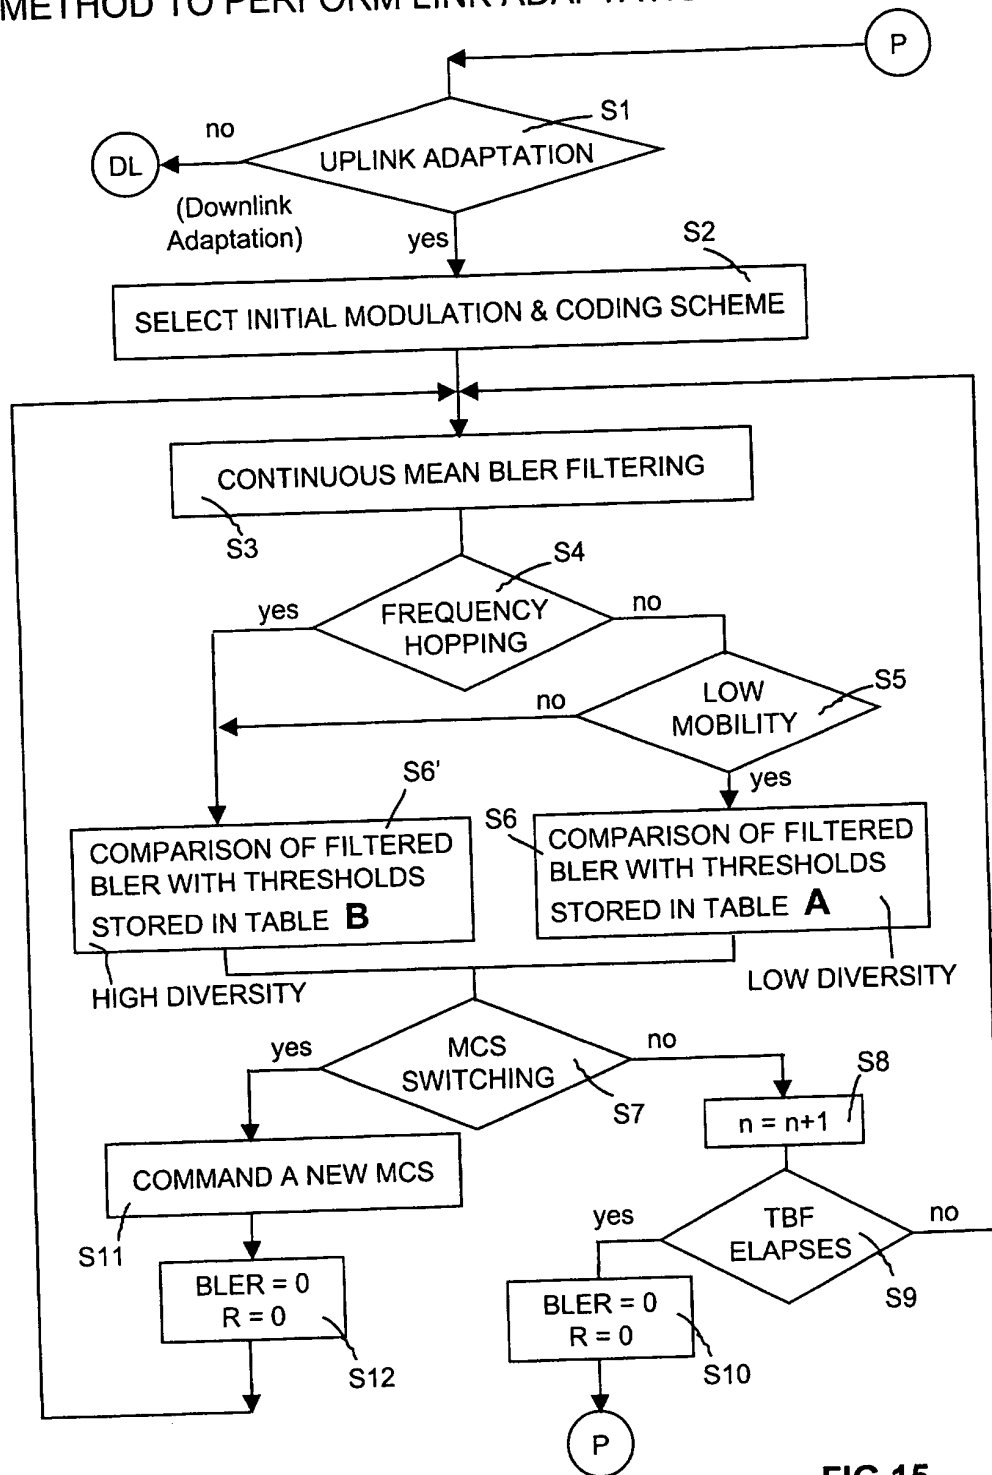 METHOD TO PERFORM LINK ADAPTATIO
P
S1
no
UPLINK ADAPTATION
DL
(Downlink
Adaptation)
yes
S2
SELECT INITIAL MODULATION & CODING SCHEME
CONTINUOUS MEAN BLER FILTERING
S3
S4
yes
FREQUENCY
HOPPING
no
LOW
MOBILITY
S5
no
yes
S6'
S6
COMPARISON OF FILTERED
BLER WITH THRESHOLDS
STORED IN TABLE B
COMPARISON OF FILTERED
BLER WITH THRESHOLDS
STORED IN TABLE A
HIGH DIVERSITY
LOW DIVERSITY
yes
MCS
SWITCHING
no
S7
S8
n = n+1
COMMAND A NEW MCS
S11
yes
TBF
ELAPSES
no
S9
BLER = 0
R = 0
S12
BLER = 0
R = 0
S10
P
FIG.15